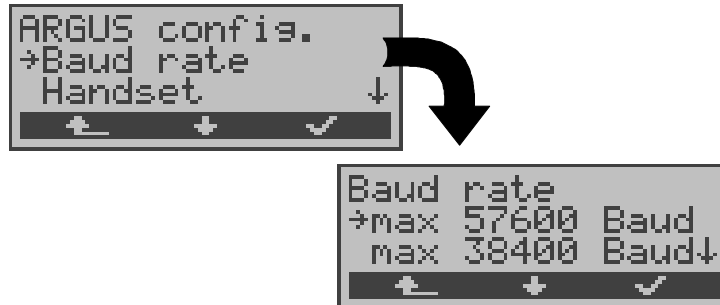 ARGUS config.
→Baud rate
Handset ↓
Baud rate
→max 57600 Baud
max 38400 Baud↓